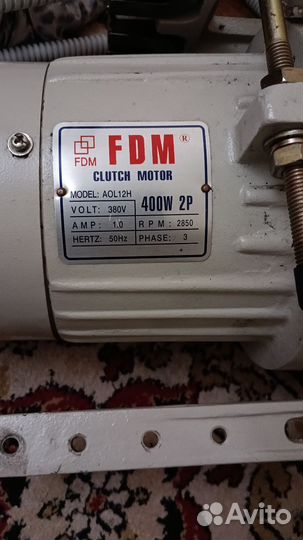 FDM®
FDM
CLUTCH MOTOR
MODEL: AOL12H
VOLT: 380V 400W 2P
AMP: 1.0 RPM: 2850
HERTZ: 50Hz PHASE: 3
Avito